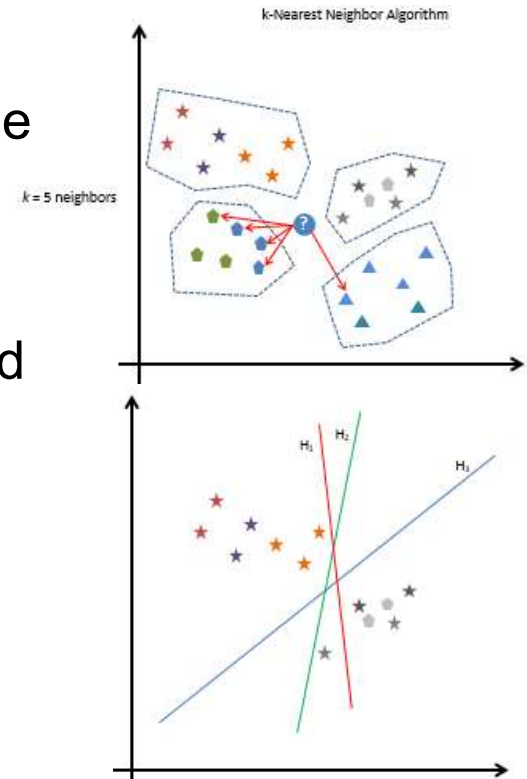 k-Nearest Neighbor Algorithm
e
k = 5 neighbors
?
d
H₁
H₂
H₃